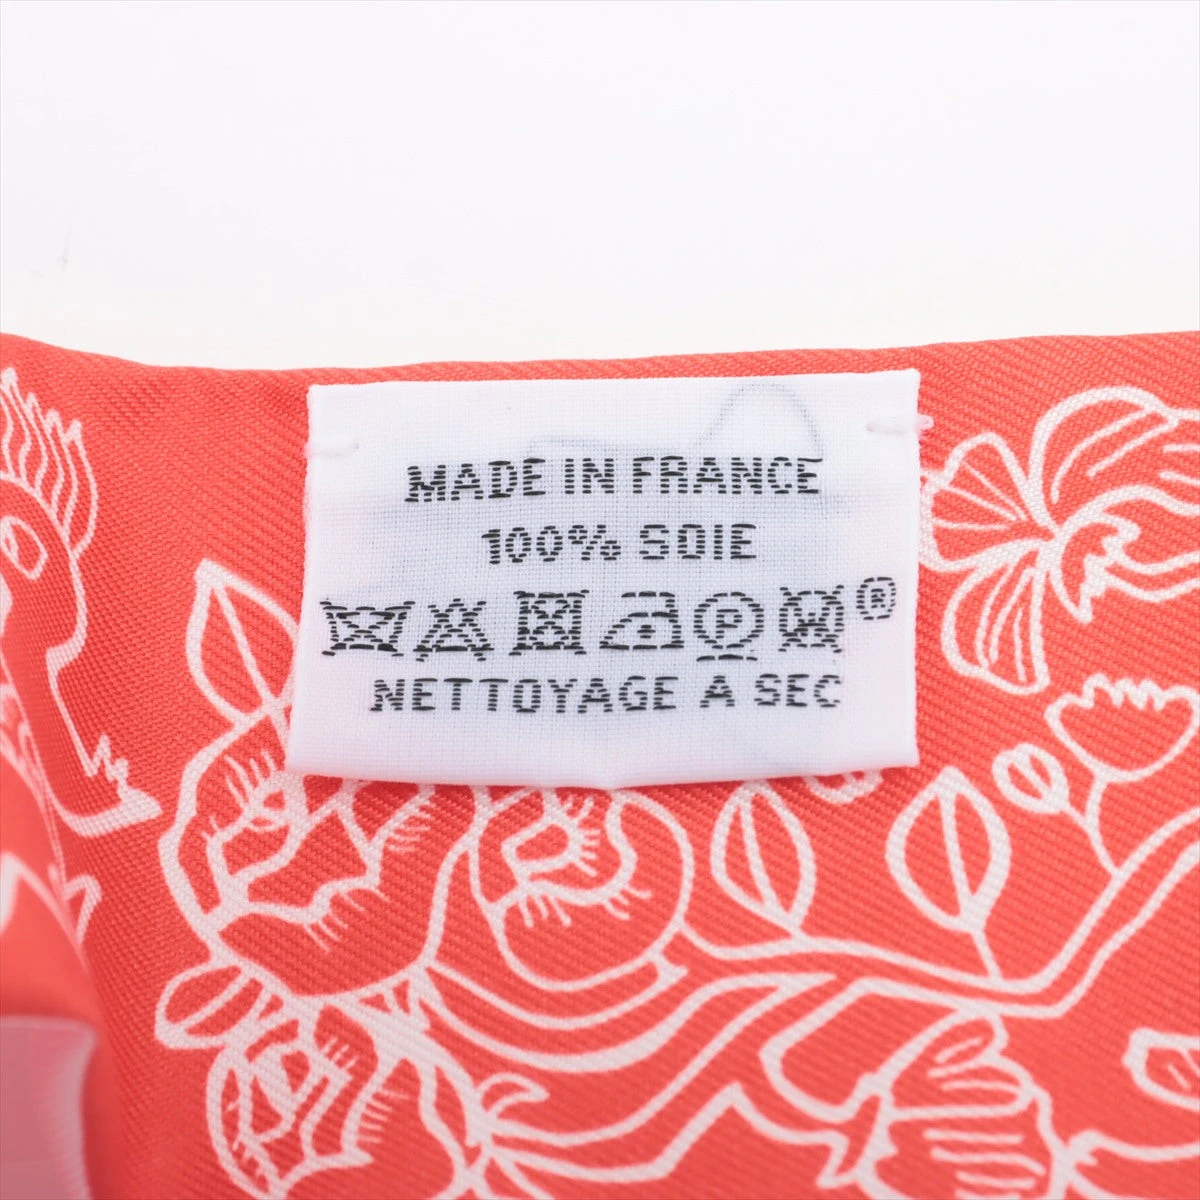 MADE IN FRANCE
100% SOIE
P W ®
NETTOYAGE A SEC